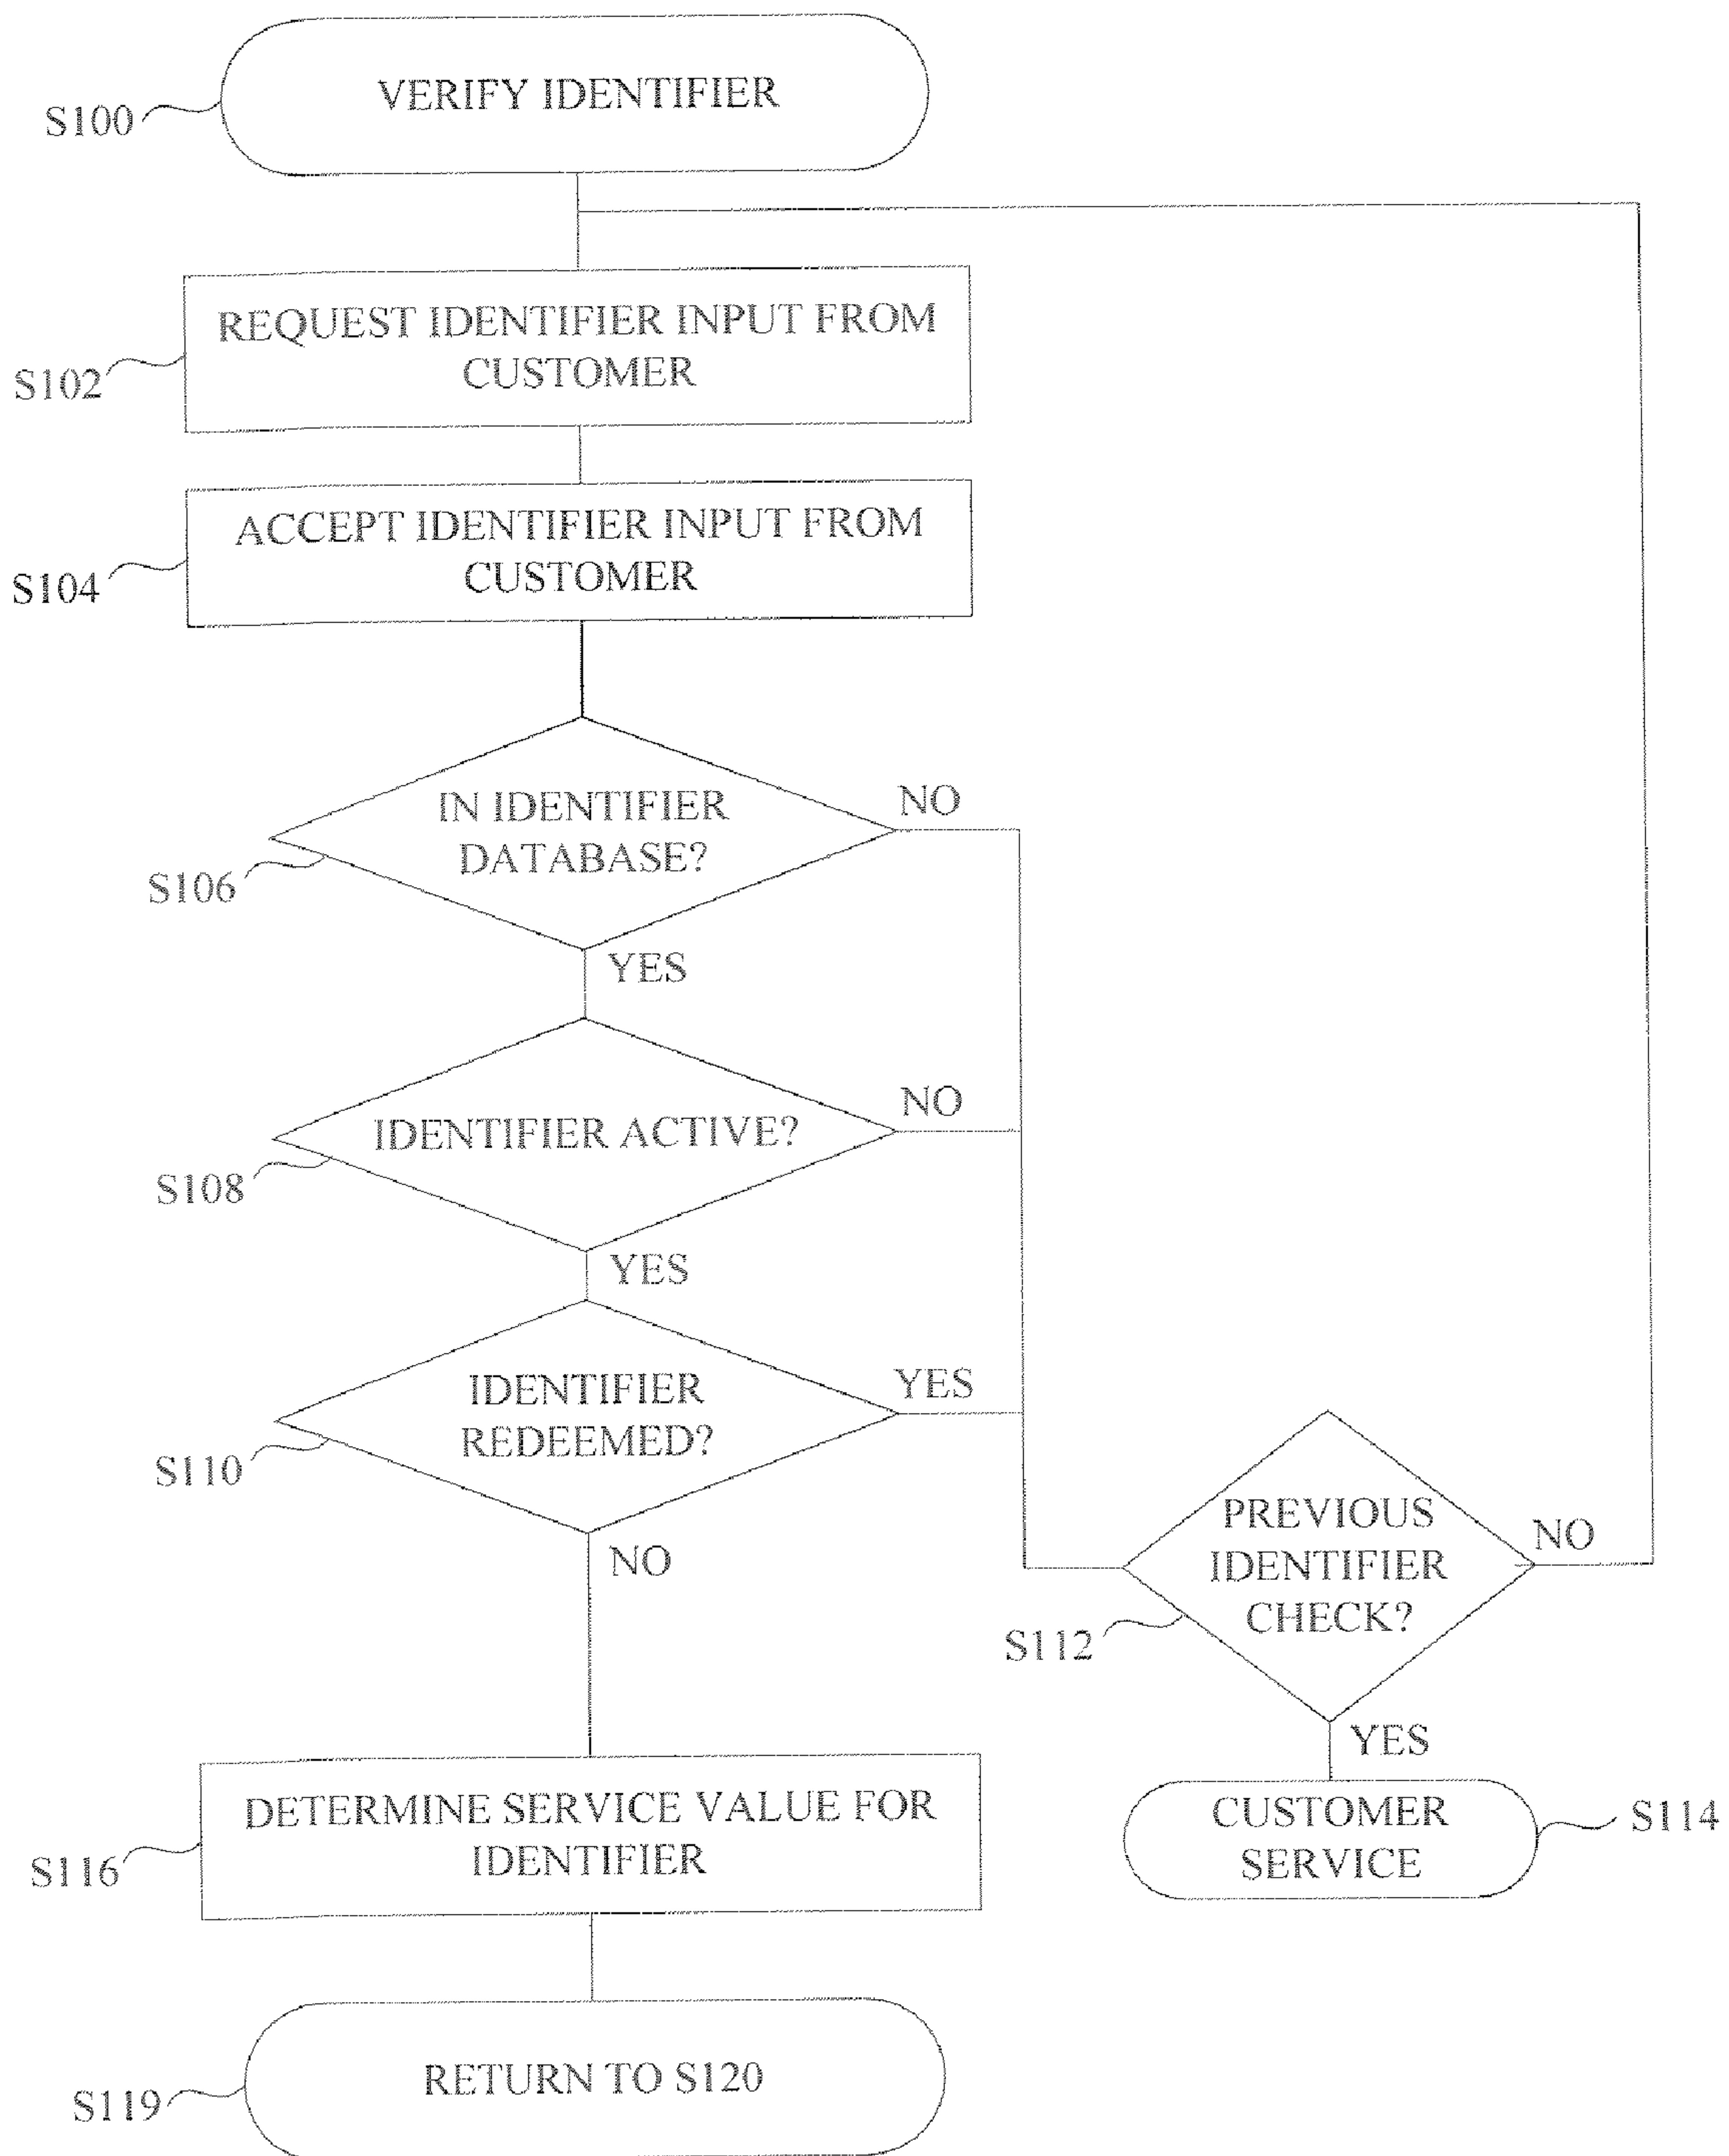 VERIFY IDENTIFIER
S100
REQUEST IDENTIFIER INPUT FROM
CUSTOMER
S102
ACCEPT IDENTIFIER INPUT FROM
CUSTOMER
S104
IN IDENTIFIER
DATABASE?
NO
S106
YES
IDENTIFIER ACTIVE?
NO
S108
YES
IDENTIFIER
REDEEMED?
YES
S110
NO
PREVIOUS
IDENTIFIER
CHECK?
NO
S112
YES
CUSTOMER
SERVICE
S114
DETERMINE SERVICE VALUE FOR
IDENTIFIER
S116
RETURN TO S120
S119